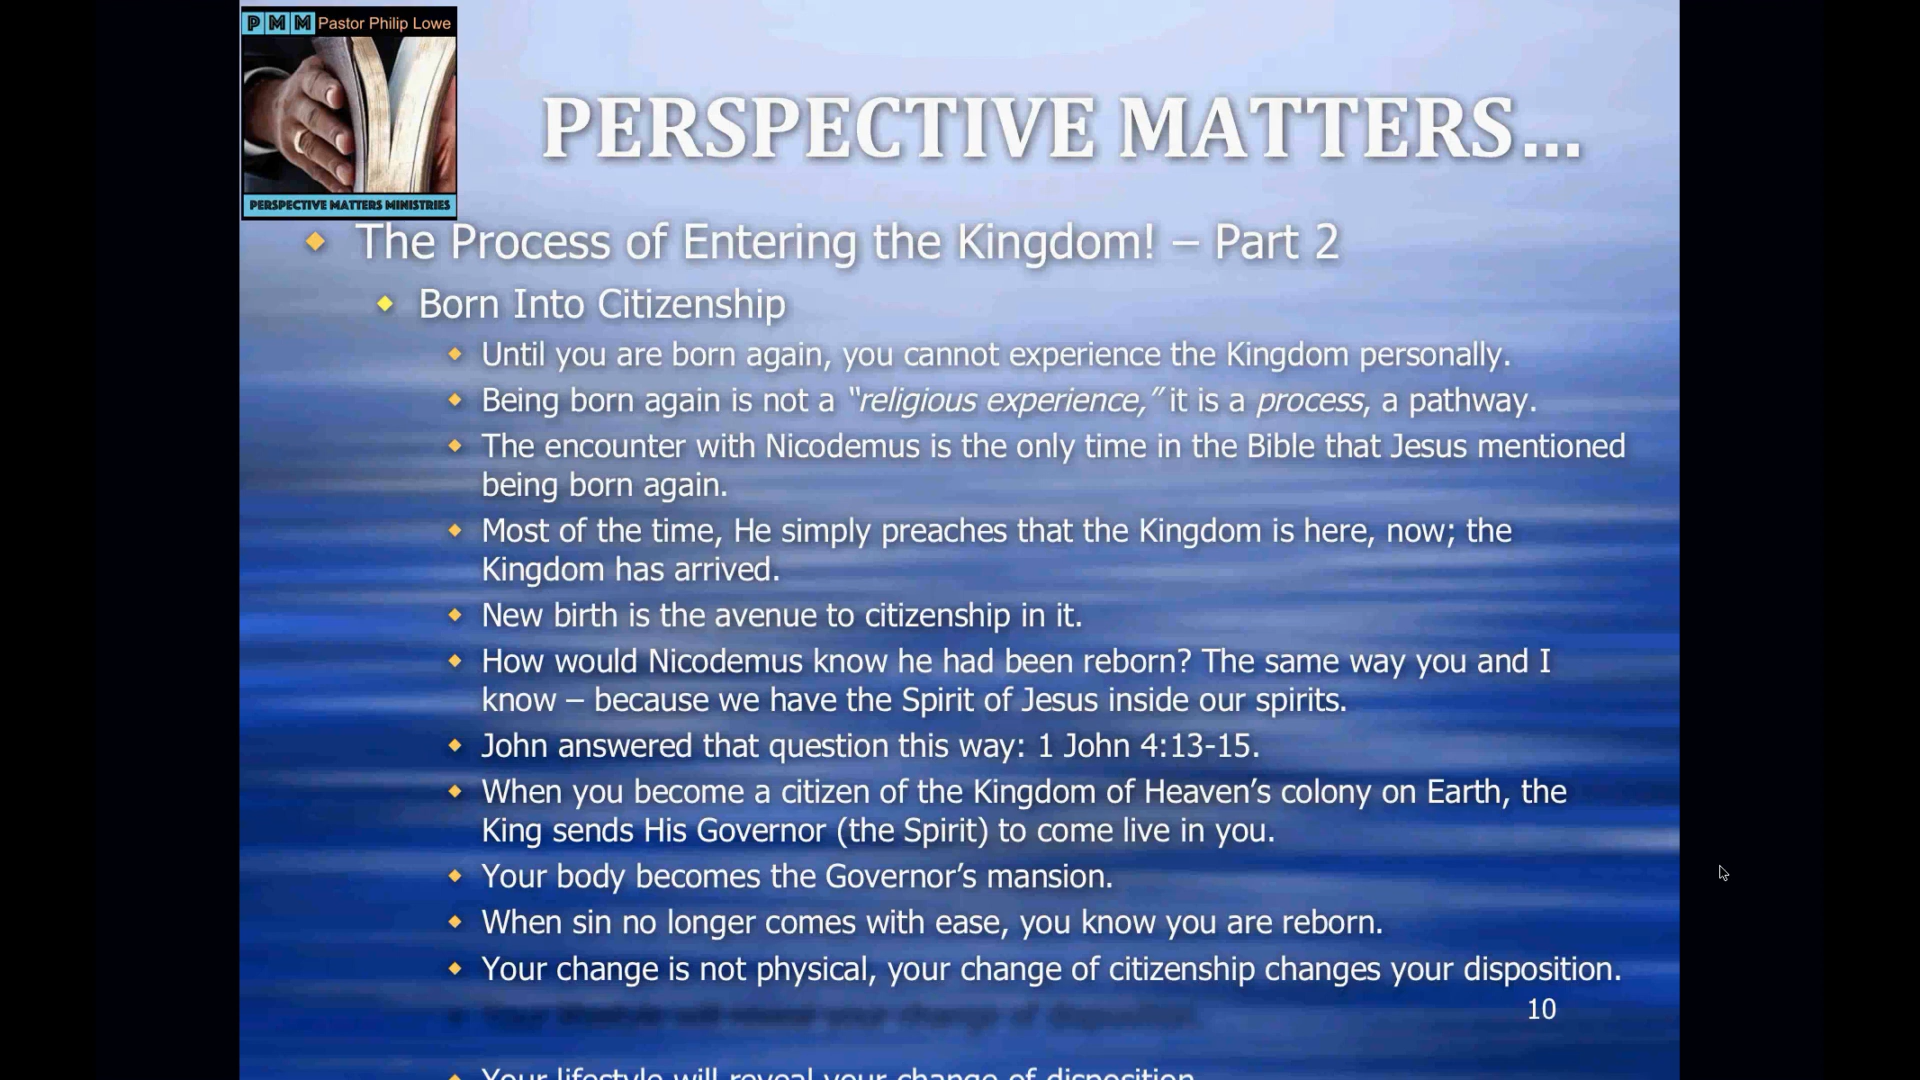 PMM Pastor Philip Lowe
PERSPECTIVE MATTERS MINISTRIES
PERSPECTIVE MATTERS...
The Process of Entering the Kingdom! – Part 2
Born Into Citizenship
Until you are born again, you cannot experience the Kingdom personally.
Being born again is not a “religious experience,” it is a process, a pathway.
The encounter with Nicodemus is the only time in the Bible that Jesus mentioned
being born again.
Most of the time, He simply preaches that the Kingdom is here, now; the
Kingdom has arrived.
New birth is the avenue to citizenship in it.
How would Nicodemus know he had been reborn? The same way you and I
know – because we have the Spirit of Jesus inside our spirits.
John answered that question this way: 1 John 4:13-15.
When you become a citizen of the Kingdom of Heaven’s colony on Earth, the
King sends His Governor (the Spirit) to come live in you.
Your body becomes the Governor’s mansion.
When sin no longer comes with ease, you know you are reborn.
Your change is not physical, your change of citizenship changes your disposition.
10
Your lifestyle will reveal your change of disposition